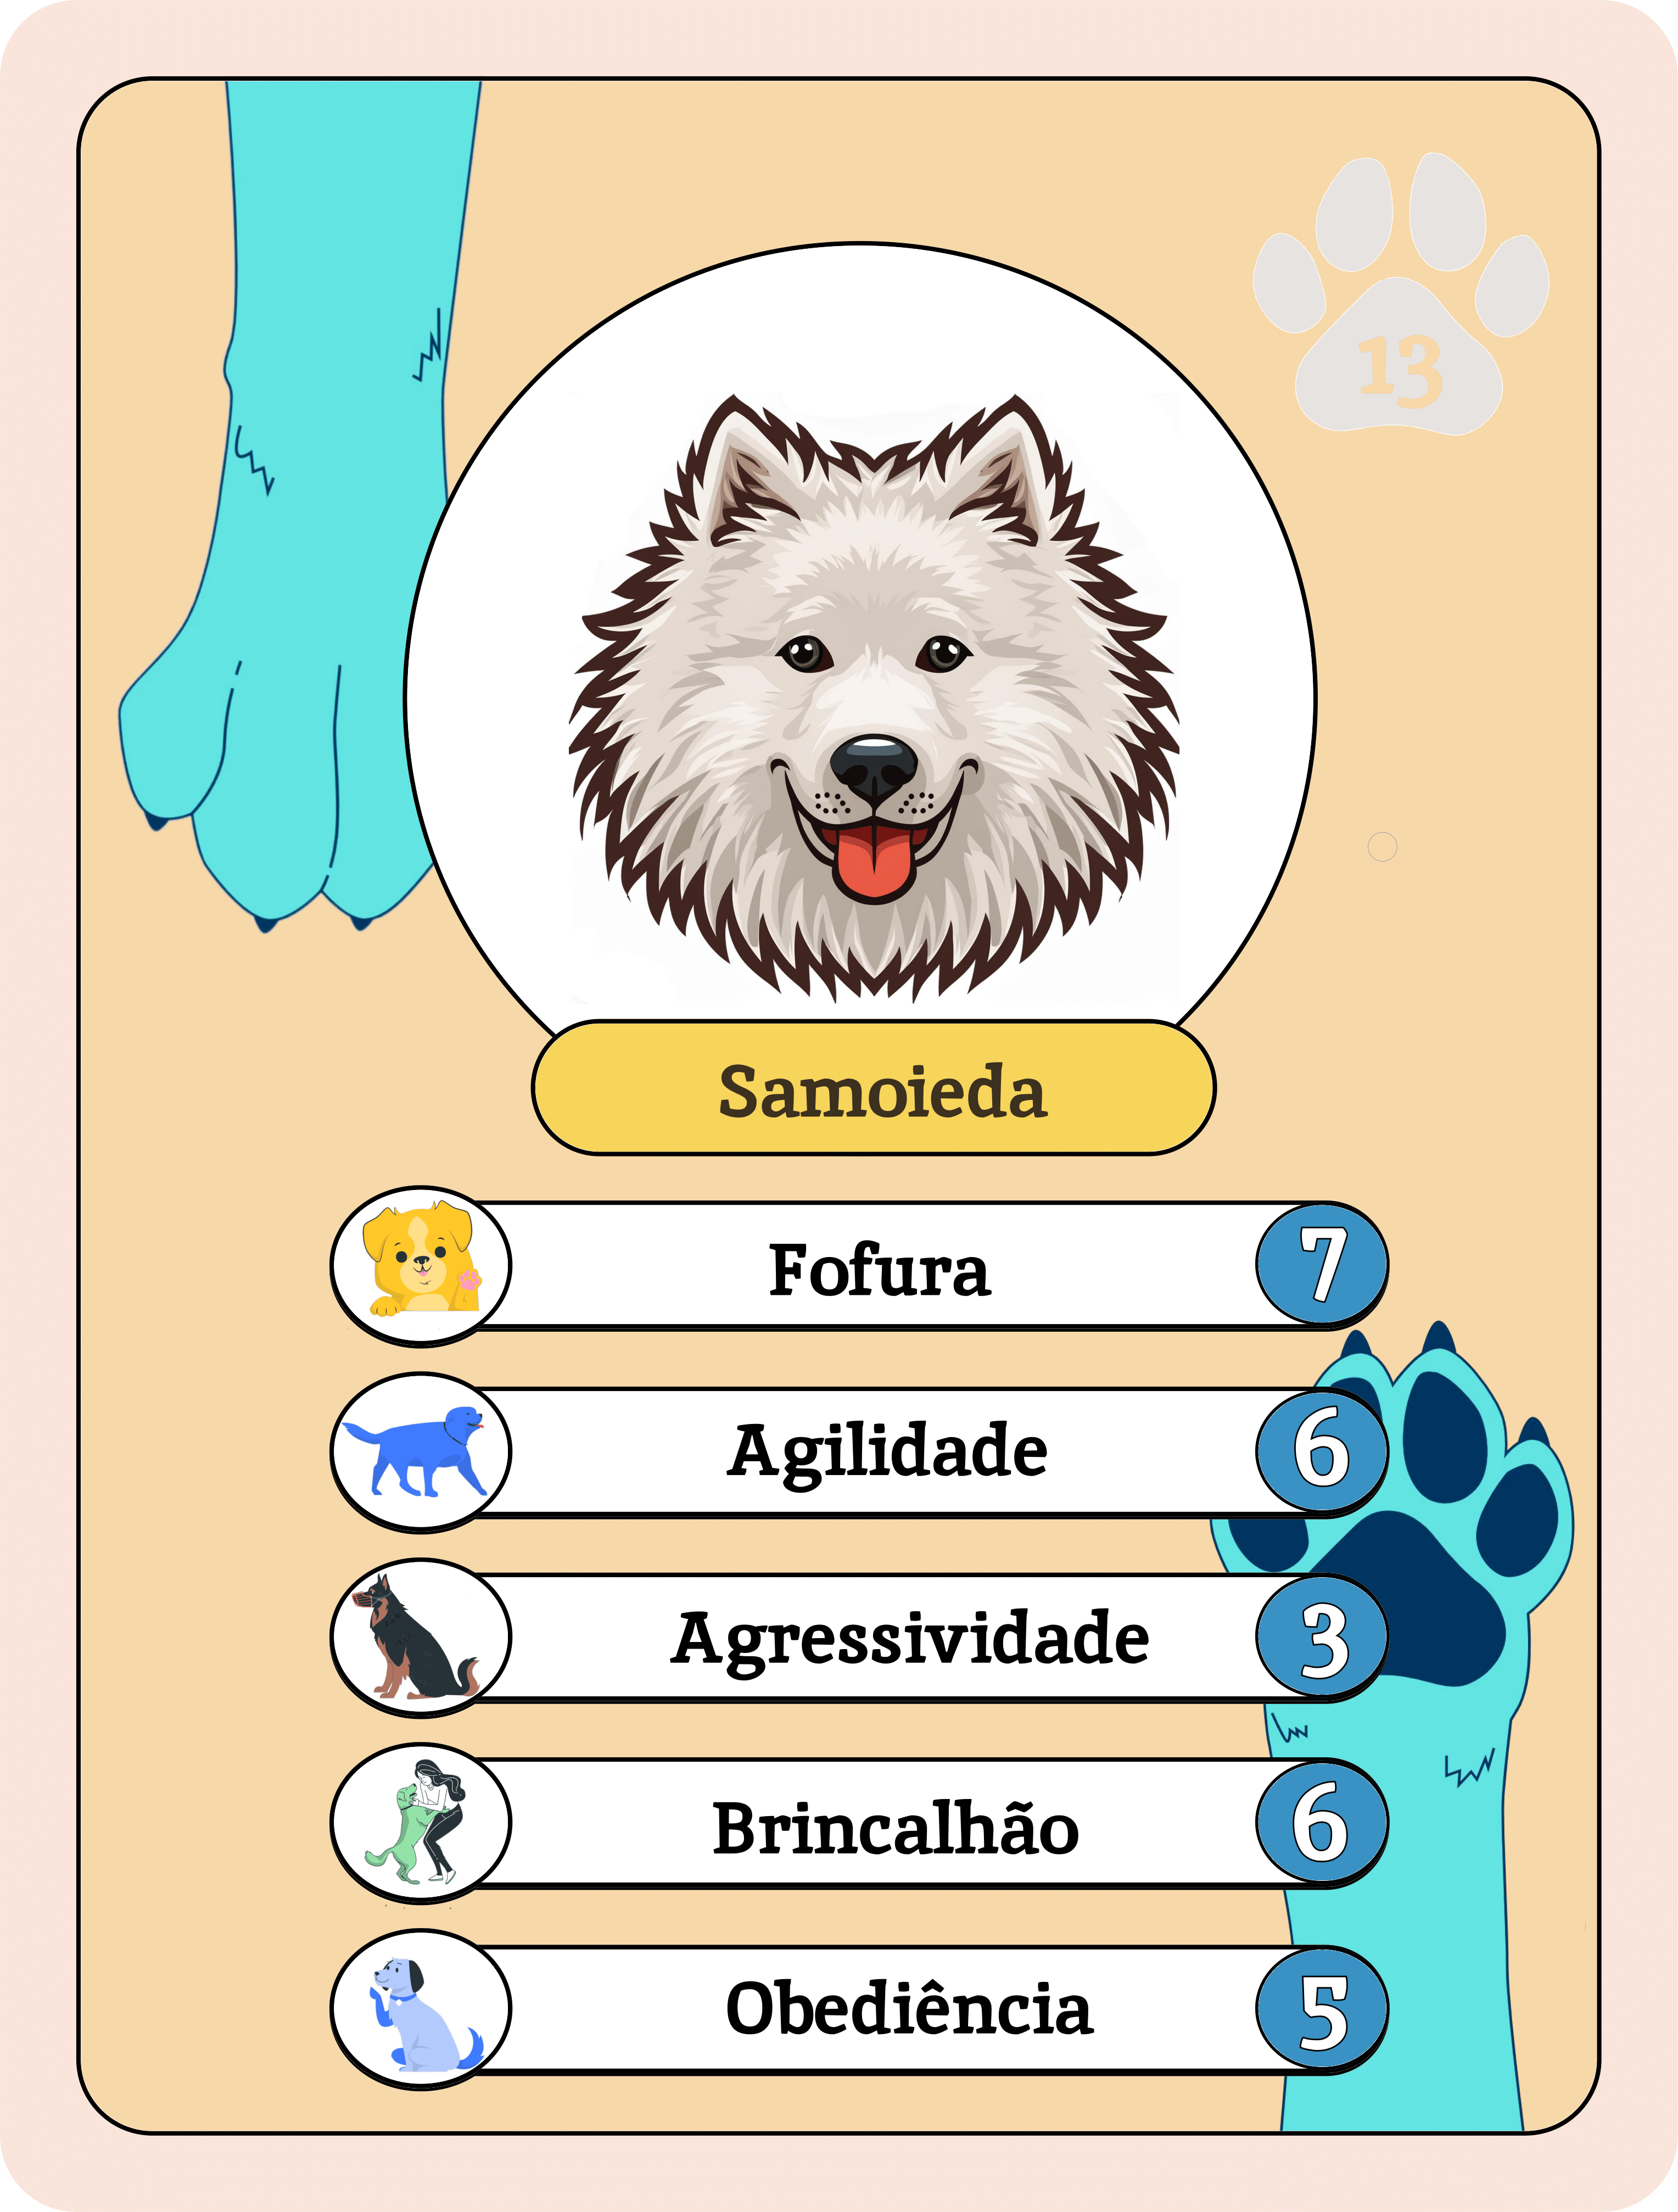 13
Samoieda
Fofura 7
Agilidade 6
Agressividade 3
Brincalhão 6
Obediência 5